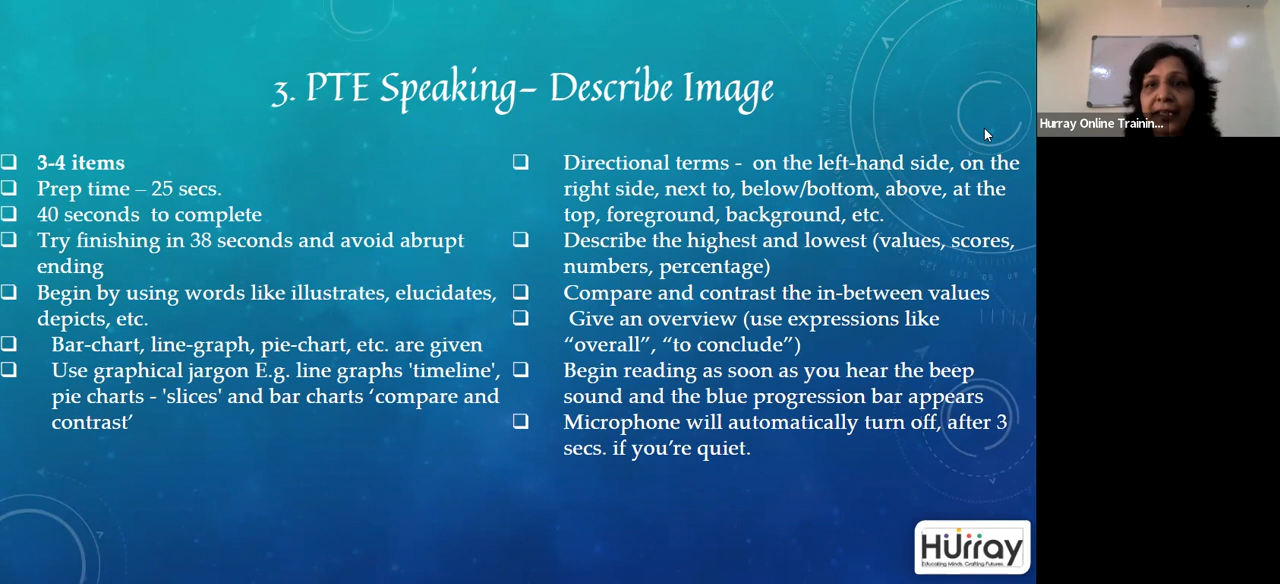 3. PTE Speaking– Describe Image
3-4 items
Prep time – 25 secs.
40 seconds to complete
Try finishing in 38 seconds and avoid abrupt
ending
Begin by using words like illustrates, elucidates,
depicts, etc.
Bar-chart, line-graph, pie-chart, etc. are given
Use graphical jargon E.g. line graphs 'timeline',
pie charts - 'slices' and bar charts ‘compare and
contrast’
Directional terms - on the left-hand side, on the
right side, next to, below/bottom, above, at the
top, foreground, background, etc.
Describe the highest and lowest (values, scores,
numbers, percentage)
Compare and contrast the in-between values
Give an overview (use expressions like
“overall”, “to conclude”)
Begin reading as soon as you hear the beep
sound and the blue progression bar appears
Microphone will automatically turn off, after 3
secs. if you’re quiet.
Hurray Online Trainin...
Hurray
Educating Minds. Crafting Futures.